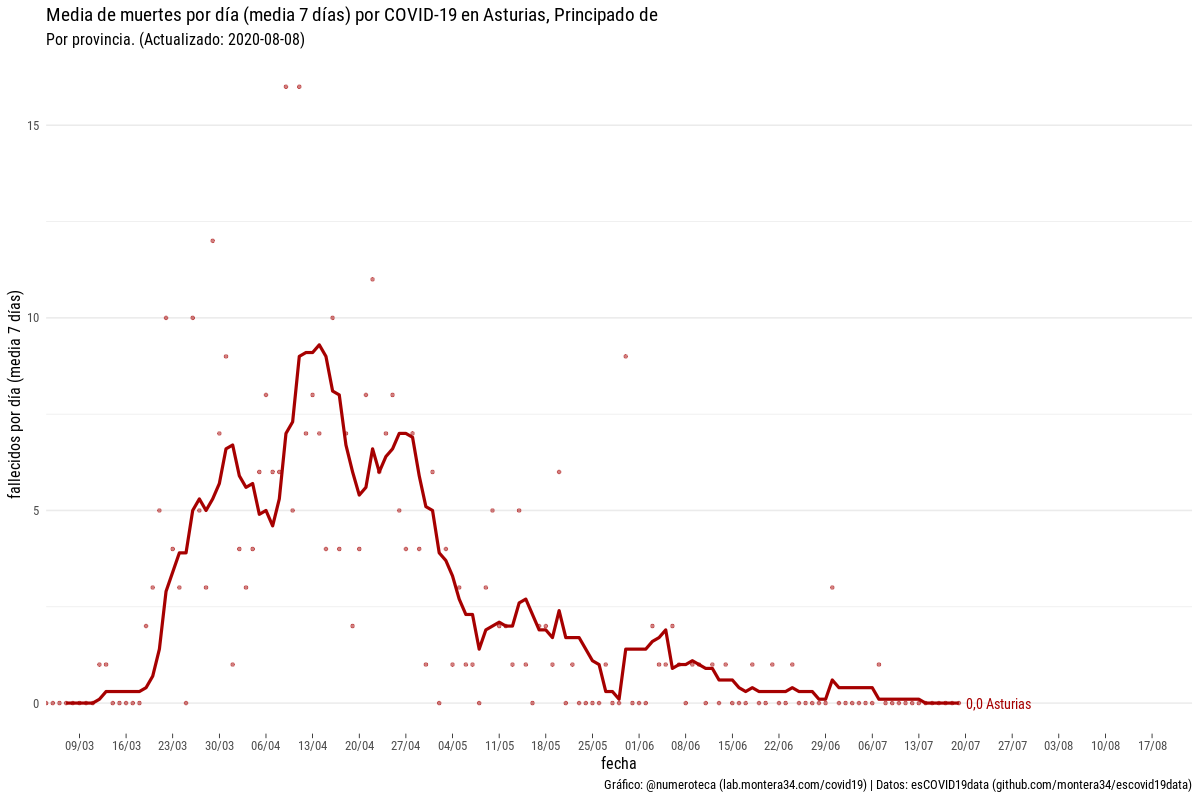 Media de muertes por día (media 7 días) por COVID-19 en Asturias, Principado de
Por provincia. (Actualizado: 2020-08-08)
fallecidos por día (media 7 días)
15
10
5
0
0,0 Asturias
09/03 16/03 23/03 30/03 06/04 13/04 20/04 27/04 04/05 11/05 18/05 25/05 01/06 08/06 15/06 22/06 29/06 06/07 13/07 20/07 27/07 03/08 10/08 17/08
fecha
Gráfico: @numeroteca (lab.montera34.com/covid19) | Datos: esCOVID19data (github.com/montera34/escovid19data)